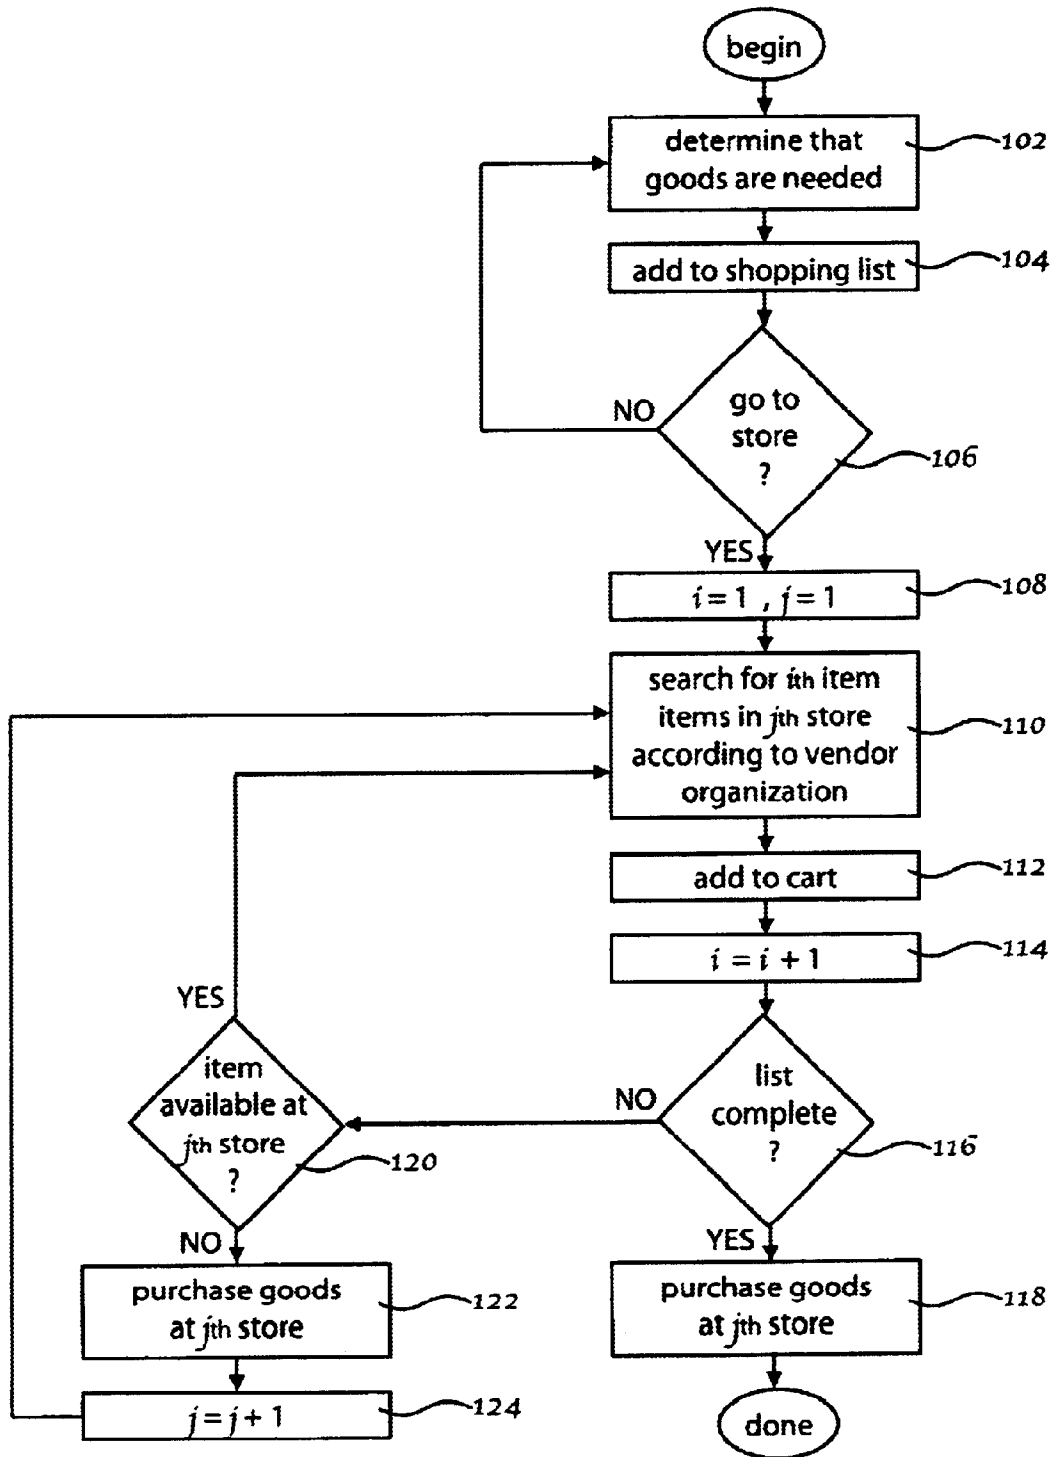 begin
determine that
goods are needed
102
add to shopping list
104
NO
go to
store
?
106
YES
i = 1 , j = 1
108
search for ith item
items in jth store
according to vendor
organization
110
add to cart
112
i = i + 1
114
YES
item
available at
jth store
?
120
NO
list
complete
?
116
NO
purchase goods
at jth store
122
YES
purchase goods
at jth store
118
j = j + 1
124
done